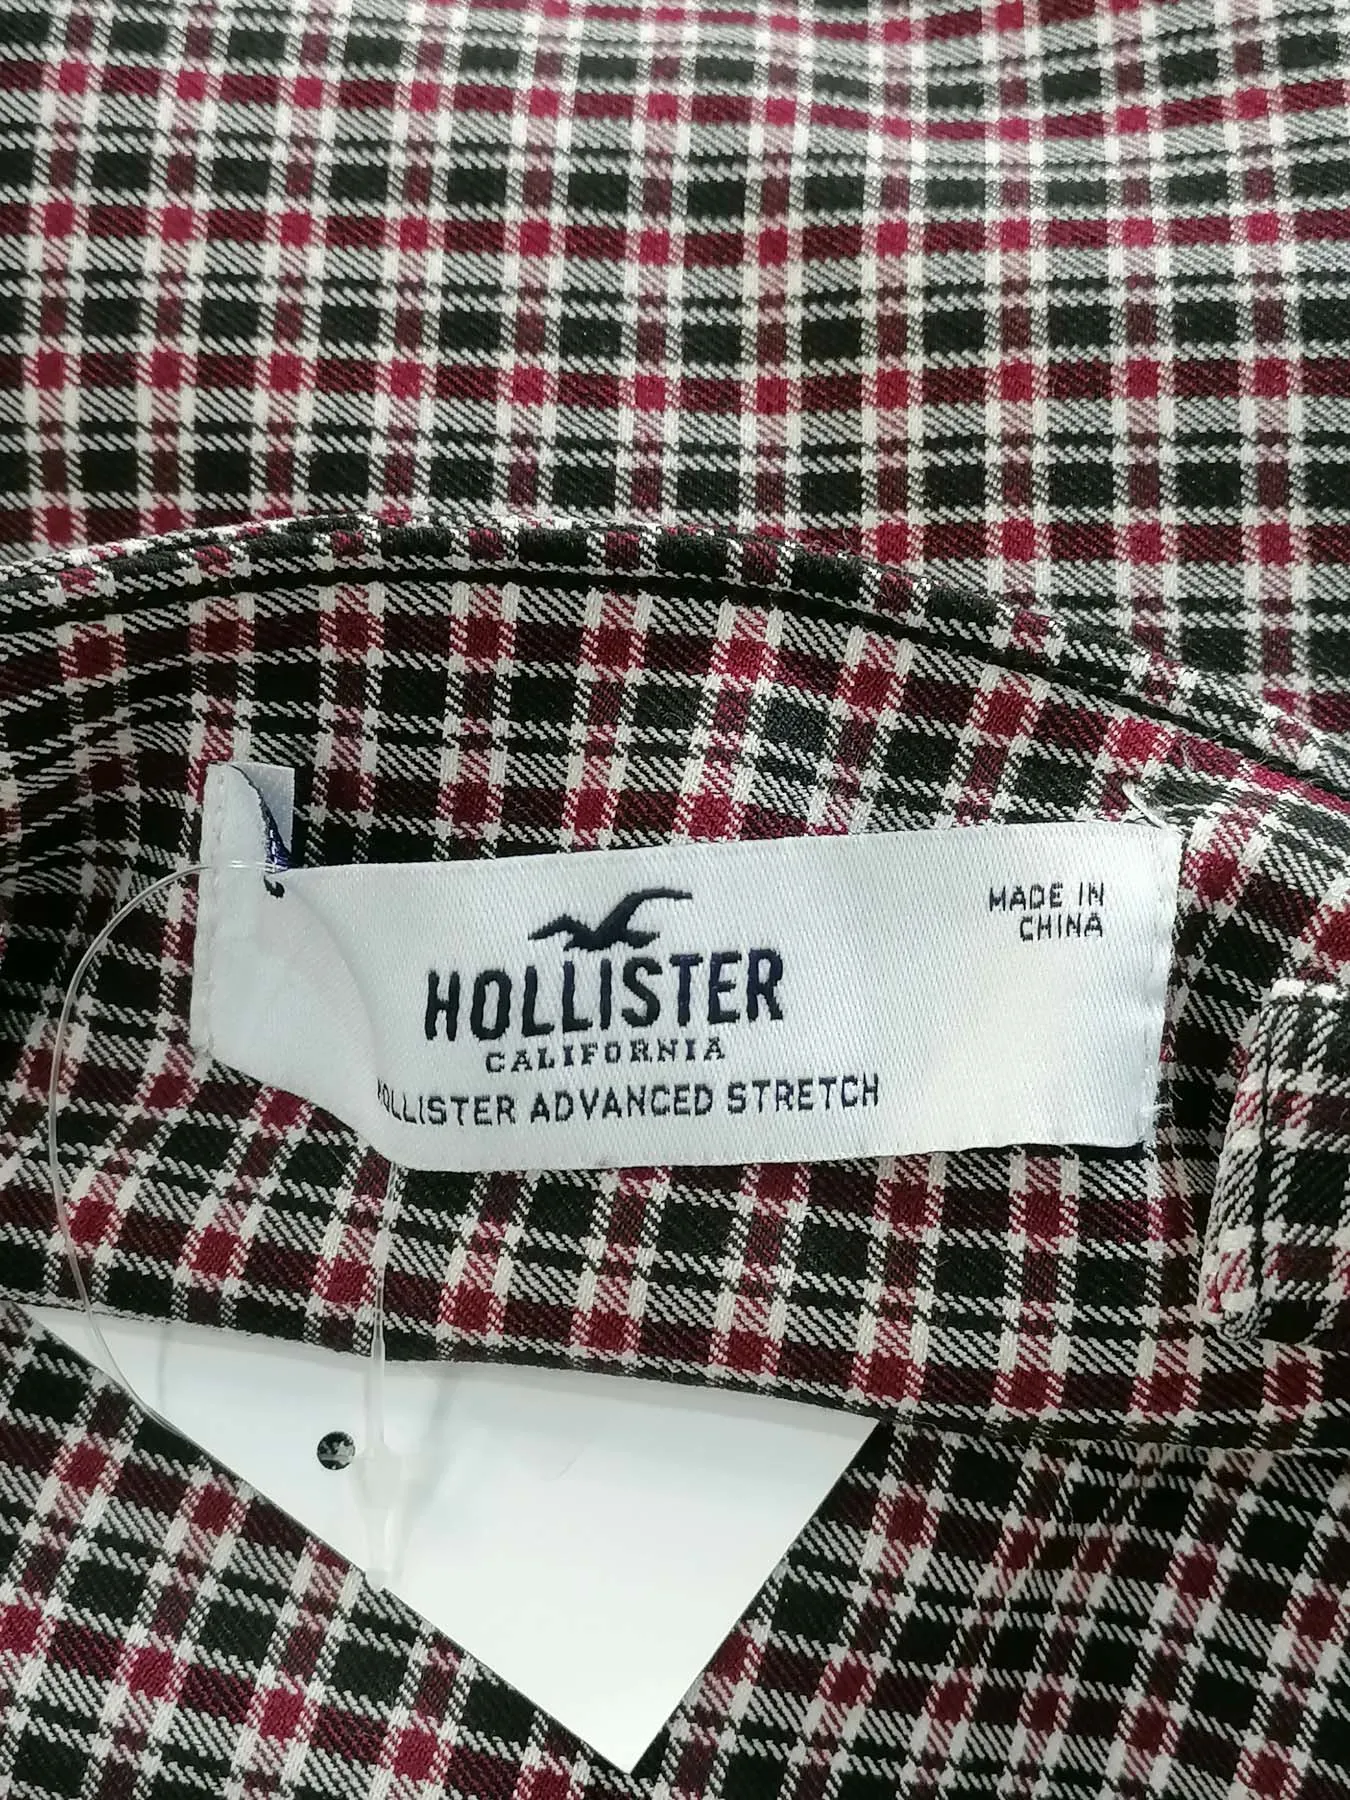 HOLLISTER
CALIFORNIA
HOLLISTER ADVANCED STRETCH
MADE IN
CHINA